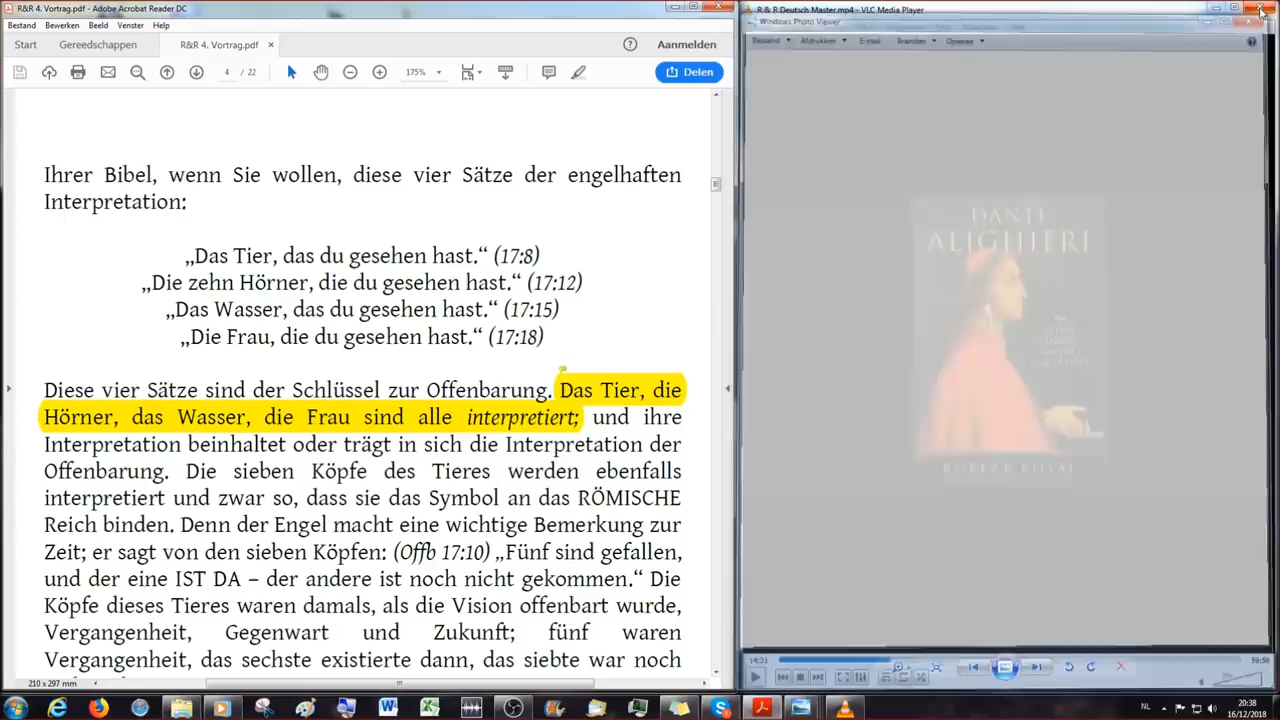 R&R 4. Vortrag.pdf - Adobe Acrobat Reader DC
Bestand Bewerken Beeld Venster Help
Start Gereedschappen R&R 4. Vortrag.pdf × Aanmelden
4 / 22 175% Delen
Ihrer Bibel, wenn Sie wollen, diese vier Sätze der engelhaften
Interpretation:
„Das Tier, das du gesehen hast.“ (17:8)
„Die zehn Hörner, die du gesehen hast.“ (17:12)
„Das Wasser, das du gesehen hast.“ (17:15)
„Die Frau, die du gesehen hast.“ (17:18)
Diese vier Sätze sind der Schlüssel zur Offenbarung. Das Tier, die
Hörner, das Wasser, die Frau sind alle interpretiert; und ihre
Interpretation beinhaltet oder trägt in sich die Interpretation der
Offenbarung. Die sieben Köpfe des Tieres werden ebenfalls
interpretiert und zwar so, dass sie das Symbol an das RÖMISCHE
Reich binden. Denn der Engel macht eine wichtige Bemerkung zur
Zeit; er sagt von den sieben Köpfen: (Offb 17:10) „Fünf sind gefallen,
und der eine IST DA – der andere ist noch nicht gekommen.“ Die
Köpfe dieses Tieres waren damals, als die Vision offenbart wurde,
Vergangenheit, Gegenwart und Zukunft; fünf waren
Vergangenheit, das sechste existierte dann, das siebte war noch
210 x 297 mm
R & R Deutsch Master.mp4 - VLC Media Player
Windows Photo Viewer
Bestand Afdrukken E-mail Branden Openen
DANTE
ALIGHIERI
14:31 59:56
NL 20:38
16/12/2018